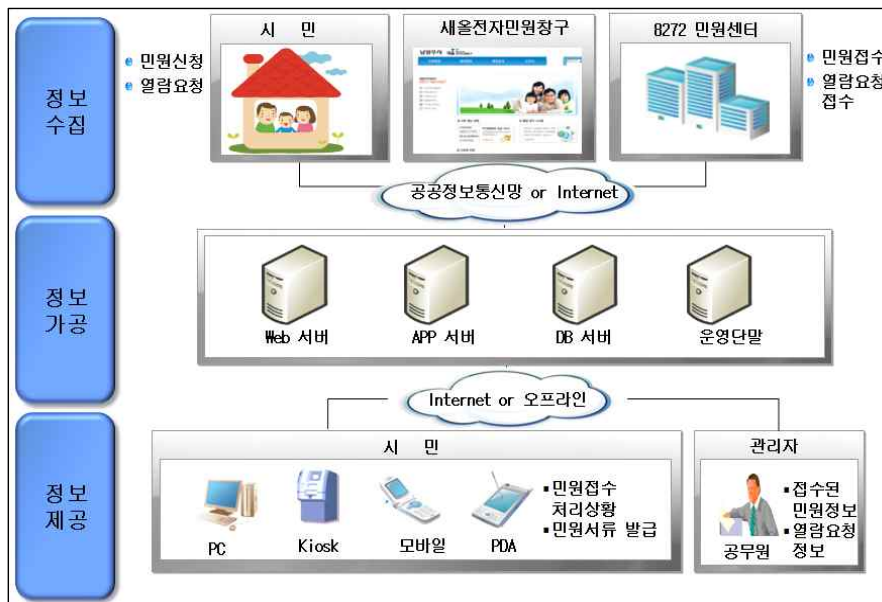 정보
수집
민원신청
열람요청
시 민
새올전자민원창구
8272 민원센터
민원접수
열람요청
접수
공공정보통신망 or Internet
정보
가공
Web 서버
APP 서버
DB 서버
운영단말
Internet or 오프라인
정보
제공
시 민
PC
Kiosk
모바일
PDA
▪민원접수
처리상황
▪민원서류 발급
관리자
공무원
▪접수된
민원정보
▪열람요청
정보